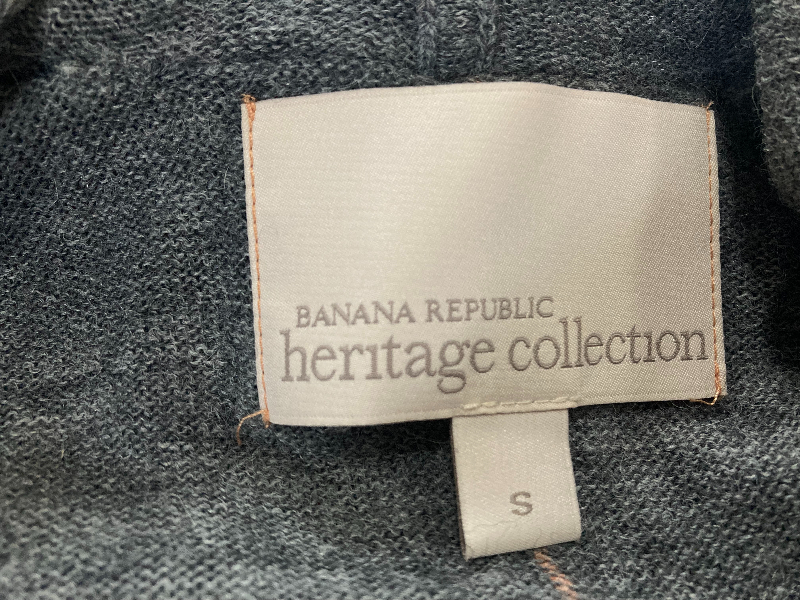 BANANA REPUBLIC
heritage collection
S